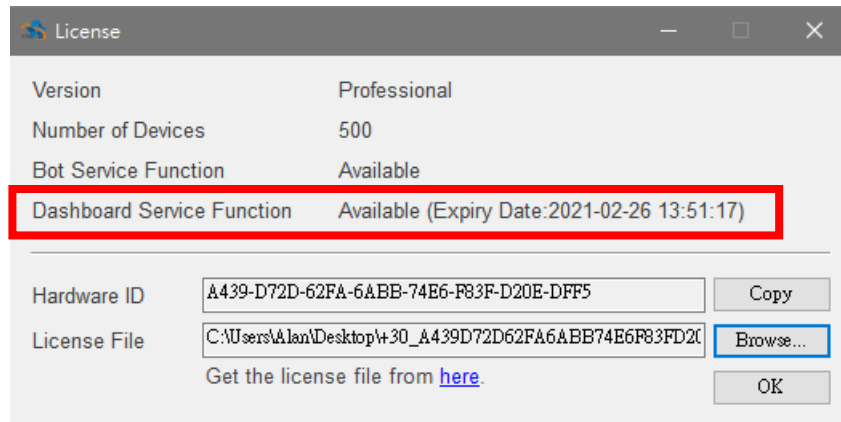 License
Version Professional
Number of Devices 500
Bot Service Function Available
Dashboard Service Function Available (Expiry Date:2021-02-26 13:51:17)
Hardware ID A439-D72D-62FA-6ABB-74E6-F83F-D20E-DFF5 Copy
License File C:\Users\Alan\Desktop\+30_A439D72D62FA6ABB74E6F83FD20 Browse...
Get the license file from here.
OK